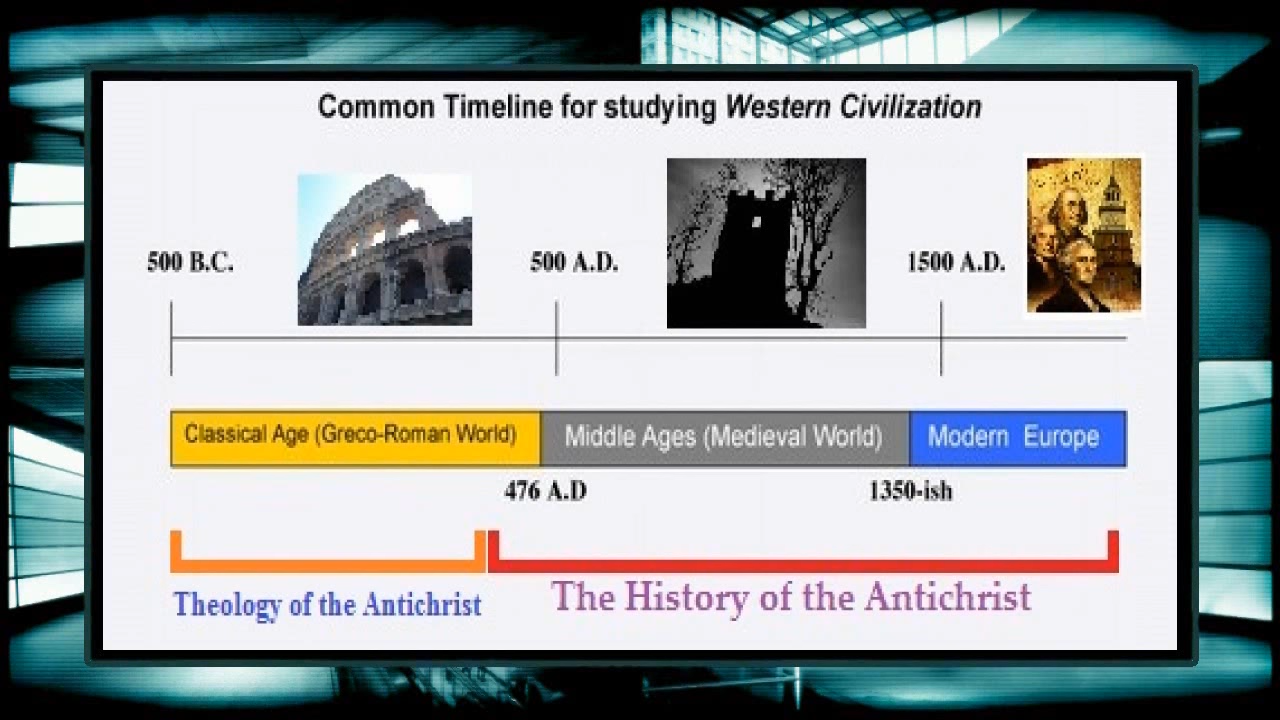 Common Timeline for studying Western Civilization
500 B.C.
500 A.D.
1500 A.D.
Classical Age (Greco-Roman World)
Middle Ages (Medieval World)
Modern Europe
476 A.D
1350-ish
Theology of the Antichrist
The History of the Antichrist